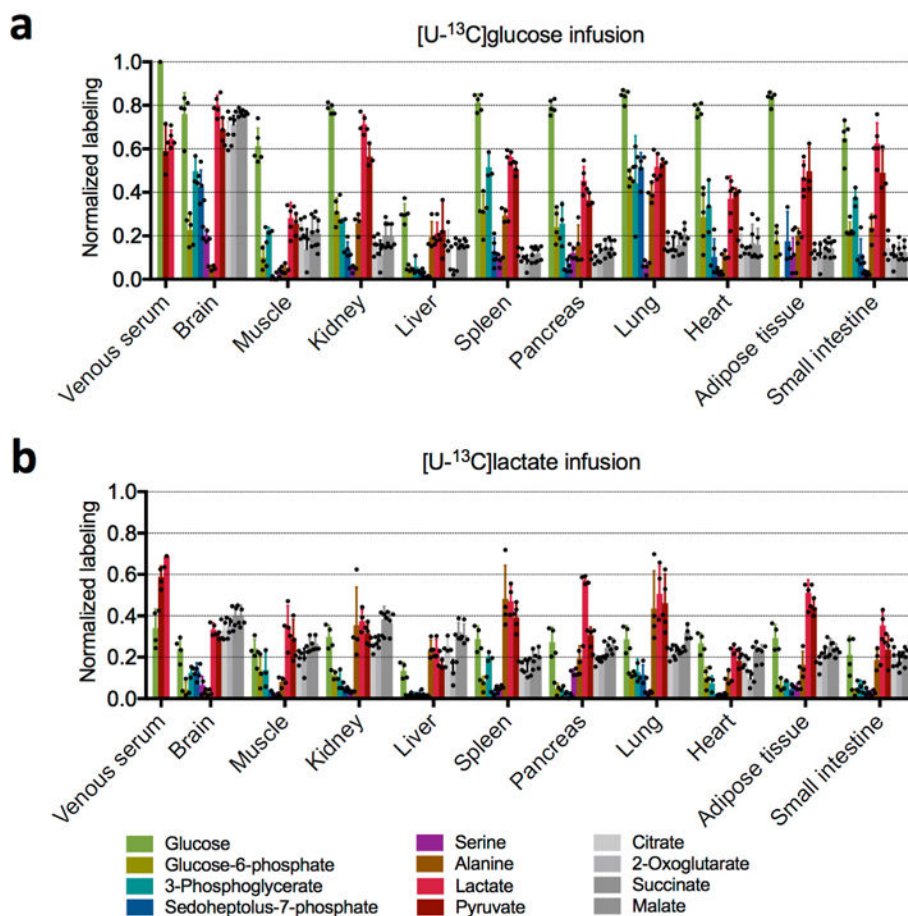 a
[U-¹³C]glucose infusion
Normalized labeling
1.0
0.8
0.6
0.4
0.2
0.0
Venous serum
Brain
Muscle
Kidney
Liver
Spleen
Pancreas
Lung
Heart
Adipose tissue
Small intestine
b
[U-¹³C]lactate infusion
Normalized labeling
1.0
0.8
0.6
0.4
0.2
0.0
Venous serum
Brain
Muscle
Kidney
Liver
Spleen
Pancreas
Lung
Heart
Adipose tissue
Small intestine
Glucose
Glucose-6-phosphate
3-Phosphoglycerate
Sedoheptolus-7-phosphate
Serine
Alanine
Lactate
Pyruvate
Citrate
2-Oxoglutarate
Succinate
Malate